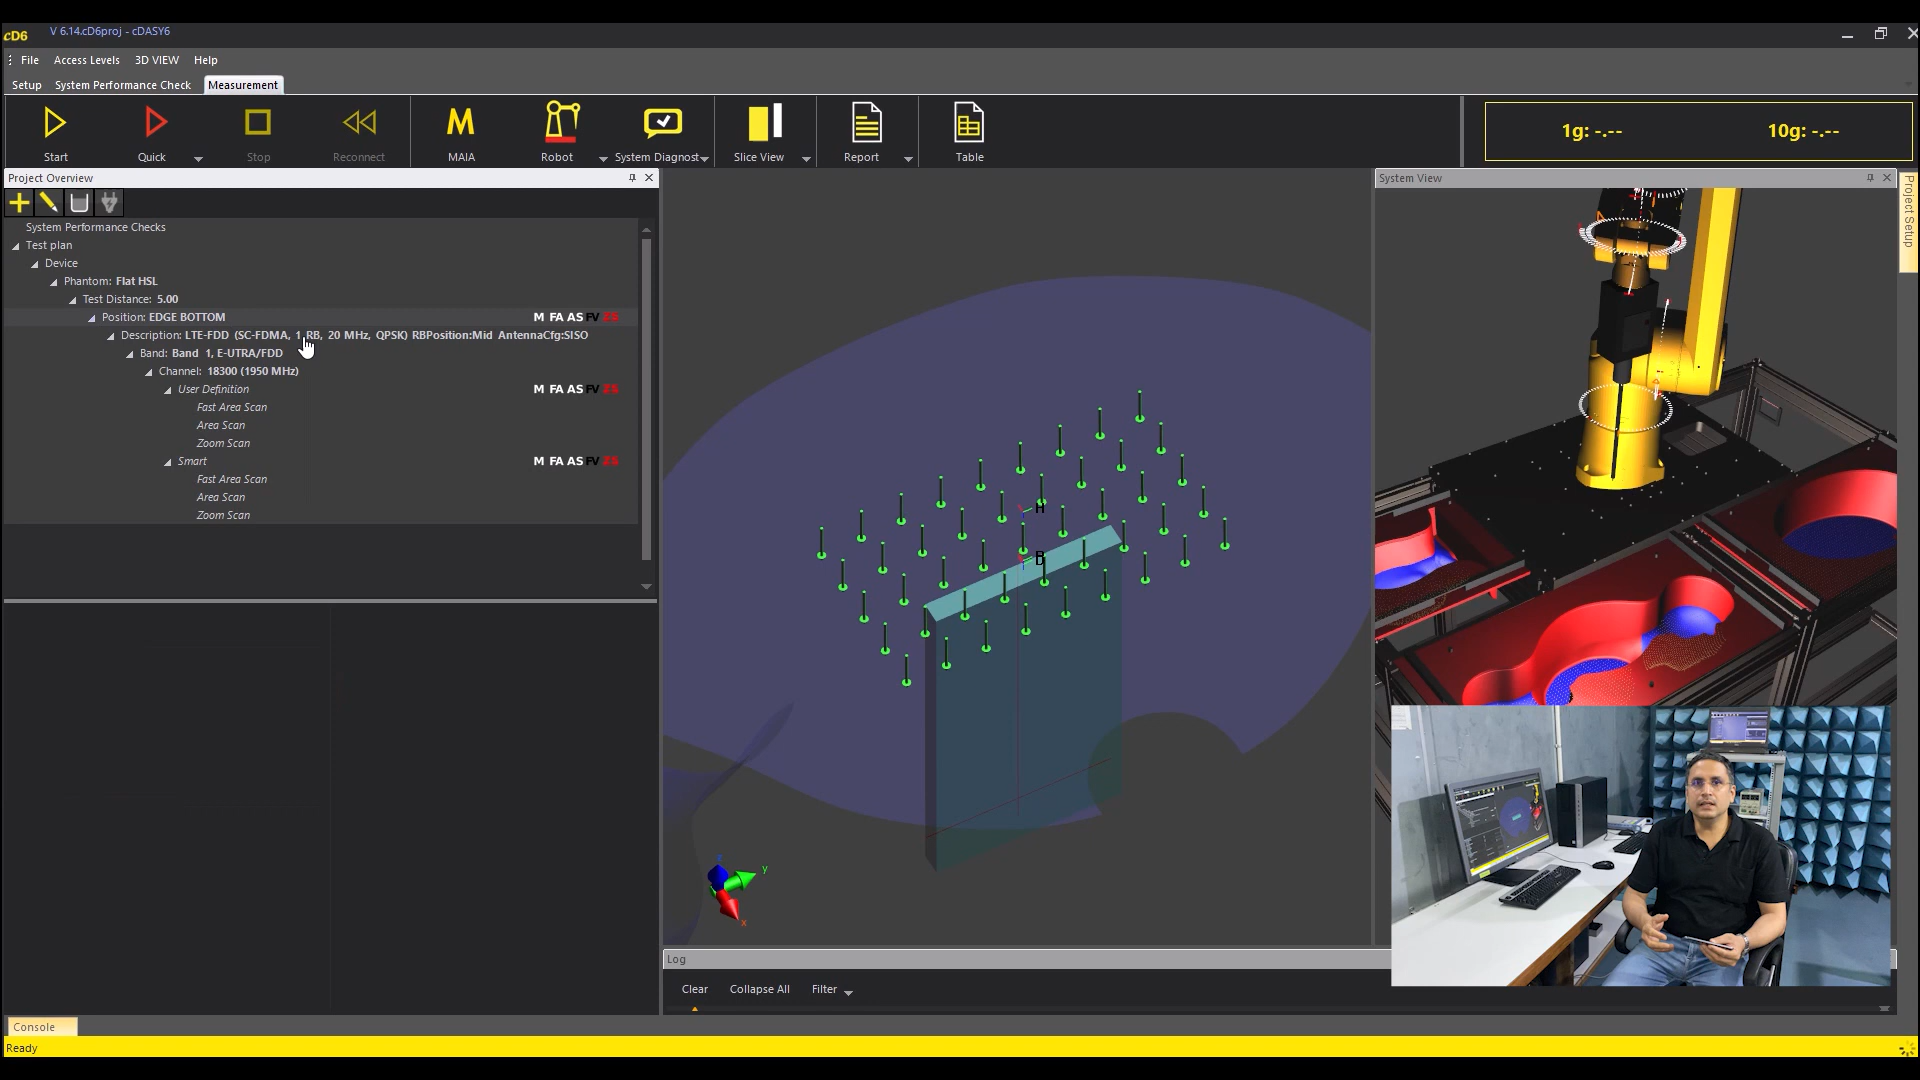 cD6 V 6.14.cD6proj - cDASY6
File Access Levels 3D VIEW Help
Setup System Performance Check Measurement
Start Quick Stop Reconnect MAIA Robot System Diagnost Slice View Report Table
1g: -.-- 10g: -.--
Project Overview
System Performance Checks
Test plan
Device
Phantom: Flat HSL
Test Distance: 5.00
Position: EDGE BOTTOM M FA AS FV ZS
Description: LTE-FDD (SC-FDMA, 1 RB, 20 MHz, QPSK) RBPosition:Mid AntennaCfg:SISO
Band: Band 1, E-UTRA/FDD
Channel: 18300 (1950 MHz)
User Definition M FA AS FV ZS
Fast Area Scan
Area Scan
Zoom Scan
Smart M FA AS FV ZS
Fast Area Scan
Area Scan
Zoom Scan
H
B
z
y
x
System View
Project Setup
Log
Clear Collapse All Filter
Console
Ready